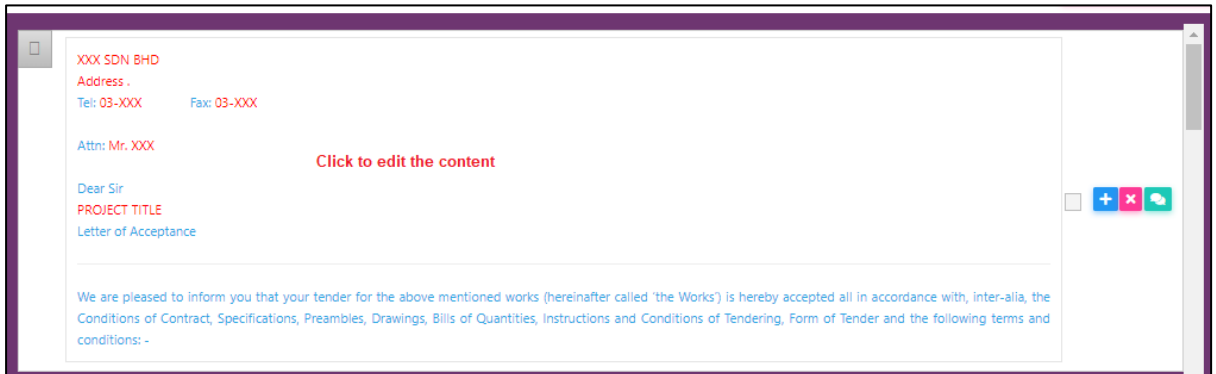 XXX SDN BHD
Address .
Tel: 03-XXX Fax: 03-XXX
Attn: Mr. XXX
Click to edit the content
Dear Sir
PROJECT TITLE
Letter of Acceptance
We are pleased to inform you that your tender for the above mentioned works (hereinafter called 'the Works') is hereby accepted all in accordance with, inter-alia, the
Conditions of Contract, Specifications, Preambles, Drawings, Bills of Quantities, Instructions and Conditions of Tendering, Form of Tender and the following terms and
conditions: -